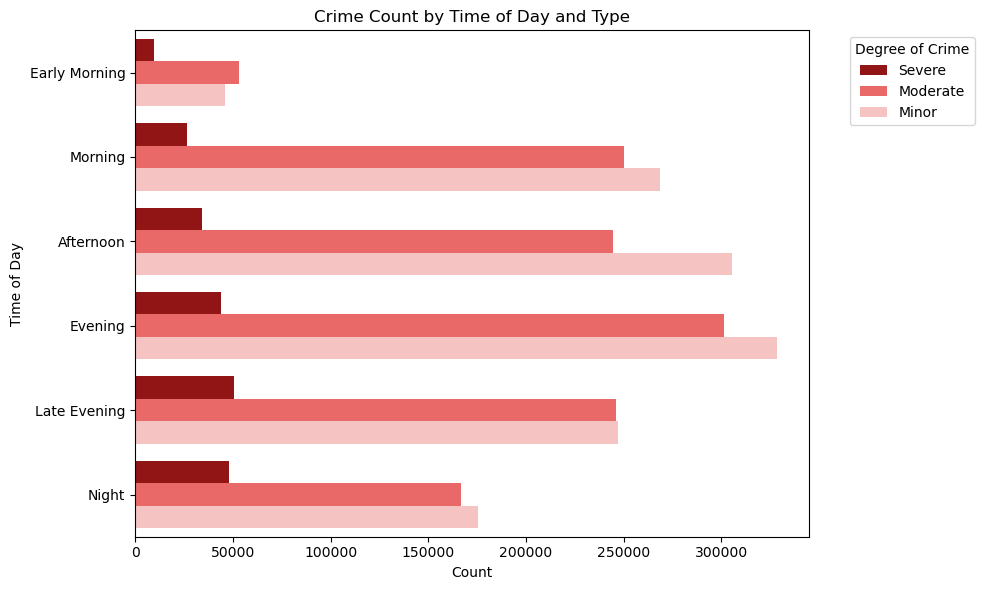 Crime Count by Time of Day and Type
Degree of Crime
Severe
Moderate
Minor
Time of Day
Early Morning
Morning
Afternoon
Evening
Late Evening
Night
0 50000 100000 150000 200000 250000 300000
Count